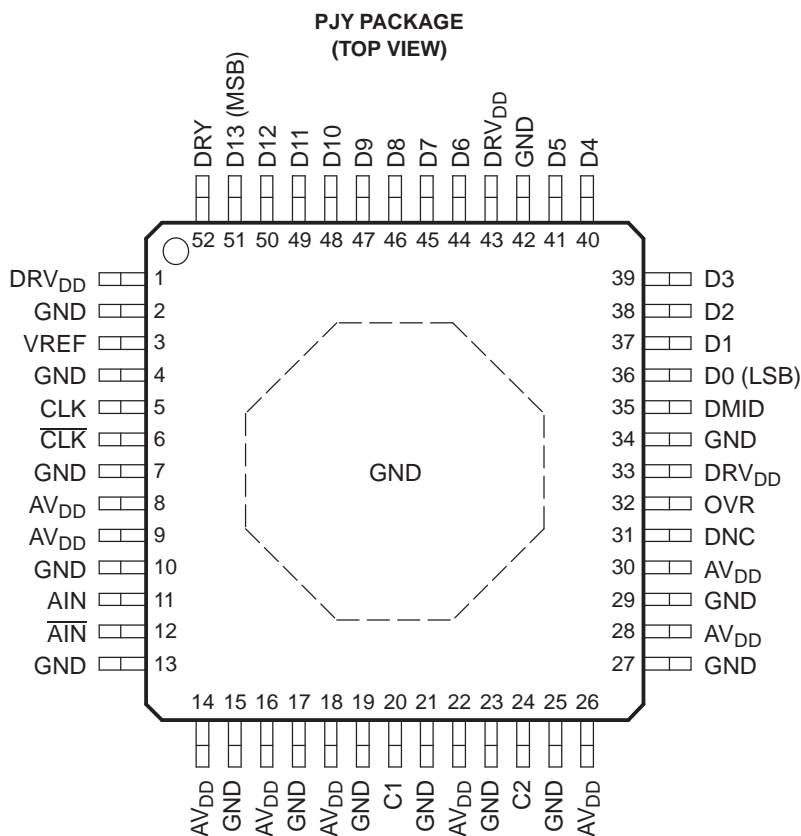 PJY PACKAGE
(TOP VIEW)
DRY
D13 (MSB)
D12
D11
D10
D9
D8
D7
D6
DRVDD
GND
D5
D4
52 51 50 49 48 47 46 45 44 43 42 41 40
DRVDD 1
GND 2
VREF 3
GND 4
CLK 5
CLK 6
GND 7
AVDD 8
AVDD 9
GND 10
AIN 11
AIN 12
GND 13
GND
39 D3
38 D2
37 D1
36 D0 (LSB)
35 DMID
34 GND
33 DRVDD
32 OVR
31 DNC
30 AVDD
29 GND
28 AVDD
27 GND
14 15 16 17 18 19 20 21 22 23 24 25 26
AVDD
GND
AVDD
GND
AVDD
GND
C1
GND
AVDD
GND
C2
GND
AVDD